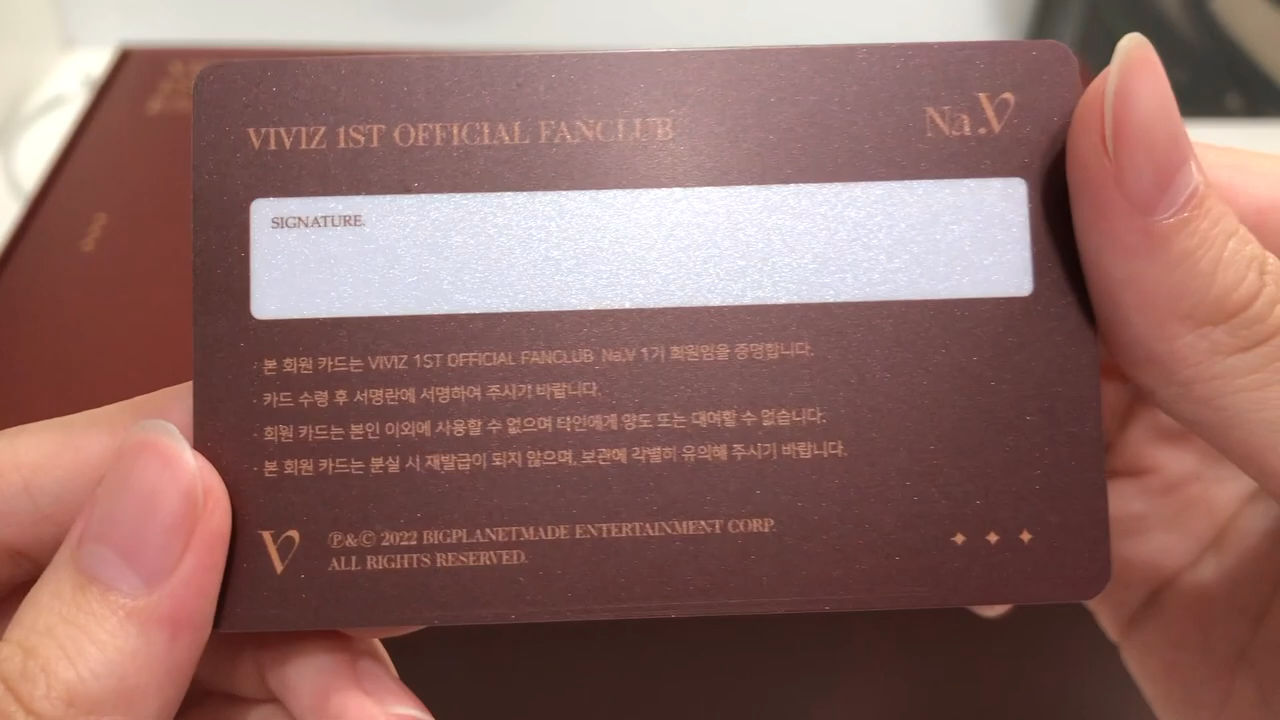 VIVIZ 1ST OFFICIAL FANCLUB
Na.V
SIGNATURE.
· 본 회원 카드는 VIVIZ 1ST OFFICIAL FANCLUB Na.V 1기 회원멤을 증명합니다.
· 카드 수령 후 서명란에 서명하여 주시기 바랍니다.
· 회원 카드는 본인 이외에 사용할 수 없으며 타인에게 양도 또는 대여할 수 없습니다.
· 본 회원 카드는 분실 시 재발급이 되지 않으며, 보관에 각별히 유의해 주시기 바랍니다.
V
Ⓟ&Ⓒ 2022 BIGPLANETMADE ENTERTAINMENT CORP.
ALL RIGHTS RESERVED.